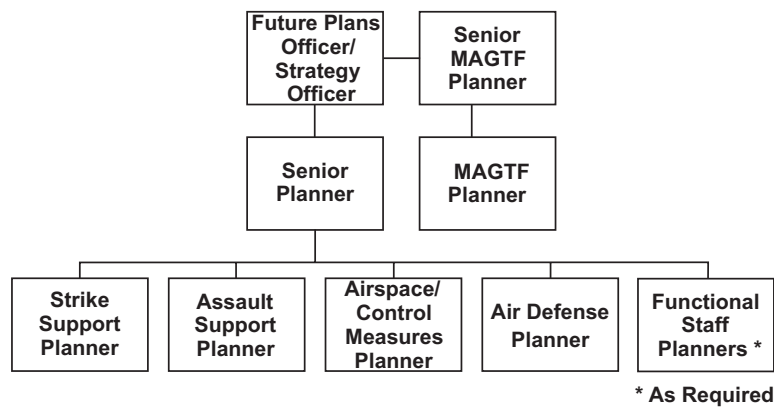 Future Plans
Officer/
Strategy
Officer
Senior
MAGTF
Planner
Senior
Planner
MAGTF
Planner
Strike
Support
Planner
Assault
Support
Planner
Airspace/
Control
Measures
Planner
Air Defense
Planner
Functional
Staff
Planners *
* As Required